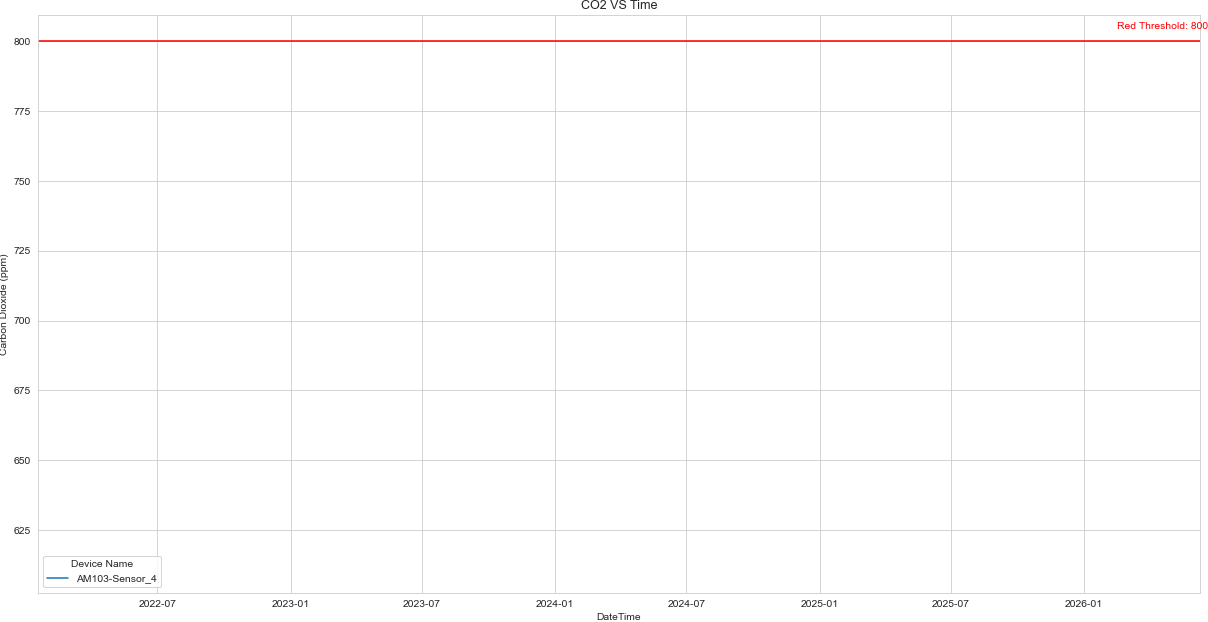 CO2 VS Time
Red Threshold: 800
800
775
750
725
700
675
650
625
Carbon Dioxide (ppm)
Device Name
AM103-Sensor_4
2022-07
2023-01
2023-07
2024-01
2024-07
2025-01
2025-07
2026-01
DateTime